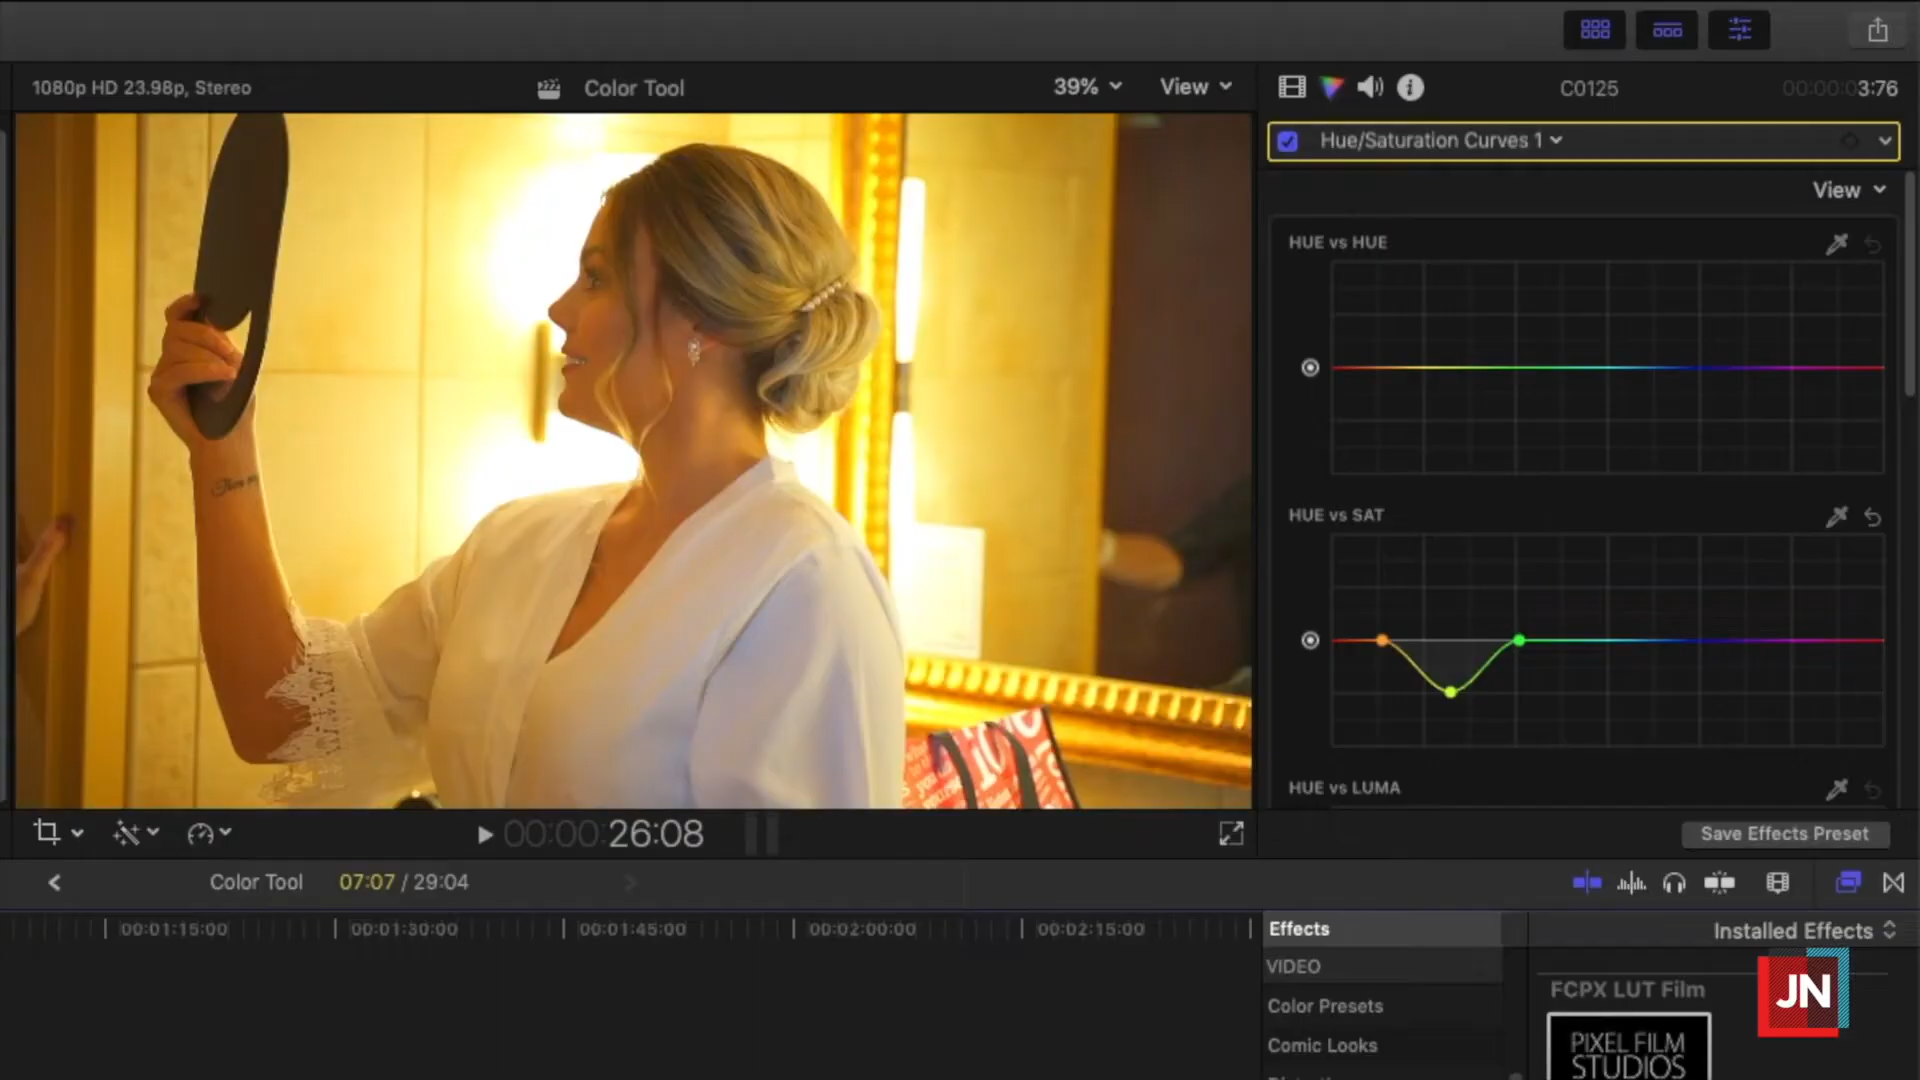 1080p HD 23.98p, Stereo
Color Tool
39%
View
C0125
00:00:03:76
Hue/Saturation Curves 1
View
HUE vs HUE
HUE vs SAT
HUE vs LUMA
00:00:26:08
Save Effects Preset
Color Tool
07:07 / 29:04
00:01:15:00
00:01:30:00
00:01:45:00
00:02:00:00
00:02:15:00
Effects
Installed Effects
VIDEO
FCPX LUT Film
JN
Color Presets
PIXEL FILM
STUDIOS
Comic Looks